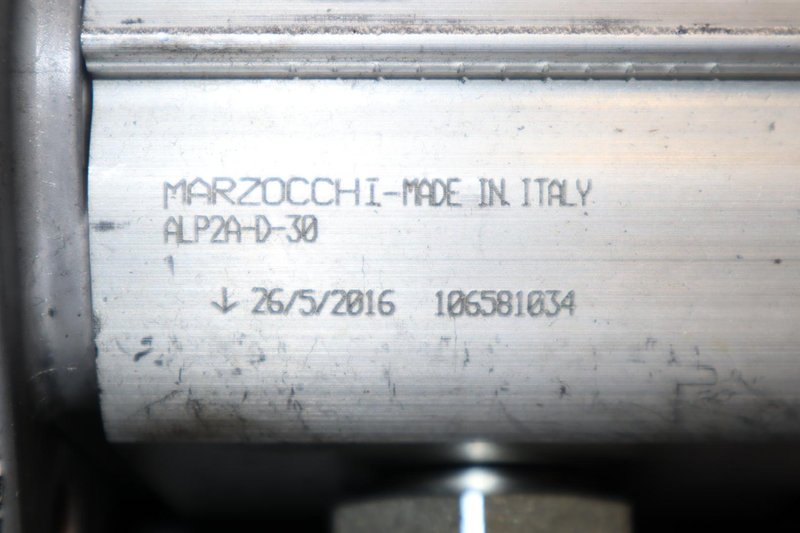 MARZOCCHI-MADE IN ITALY
ALP2A-D-30
↓ 26/5/2016 106581034